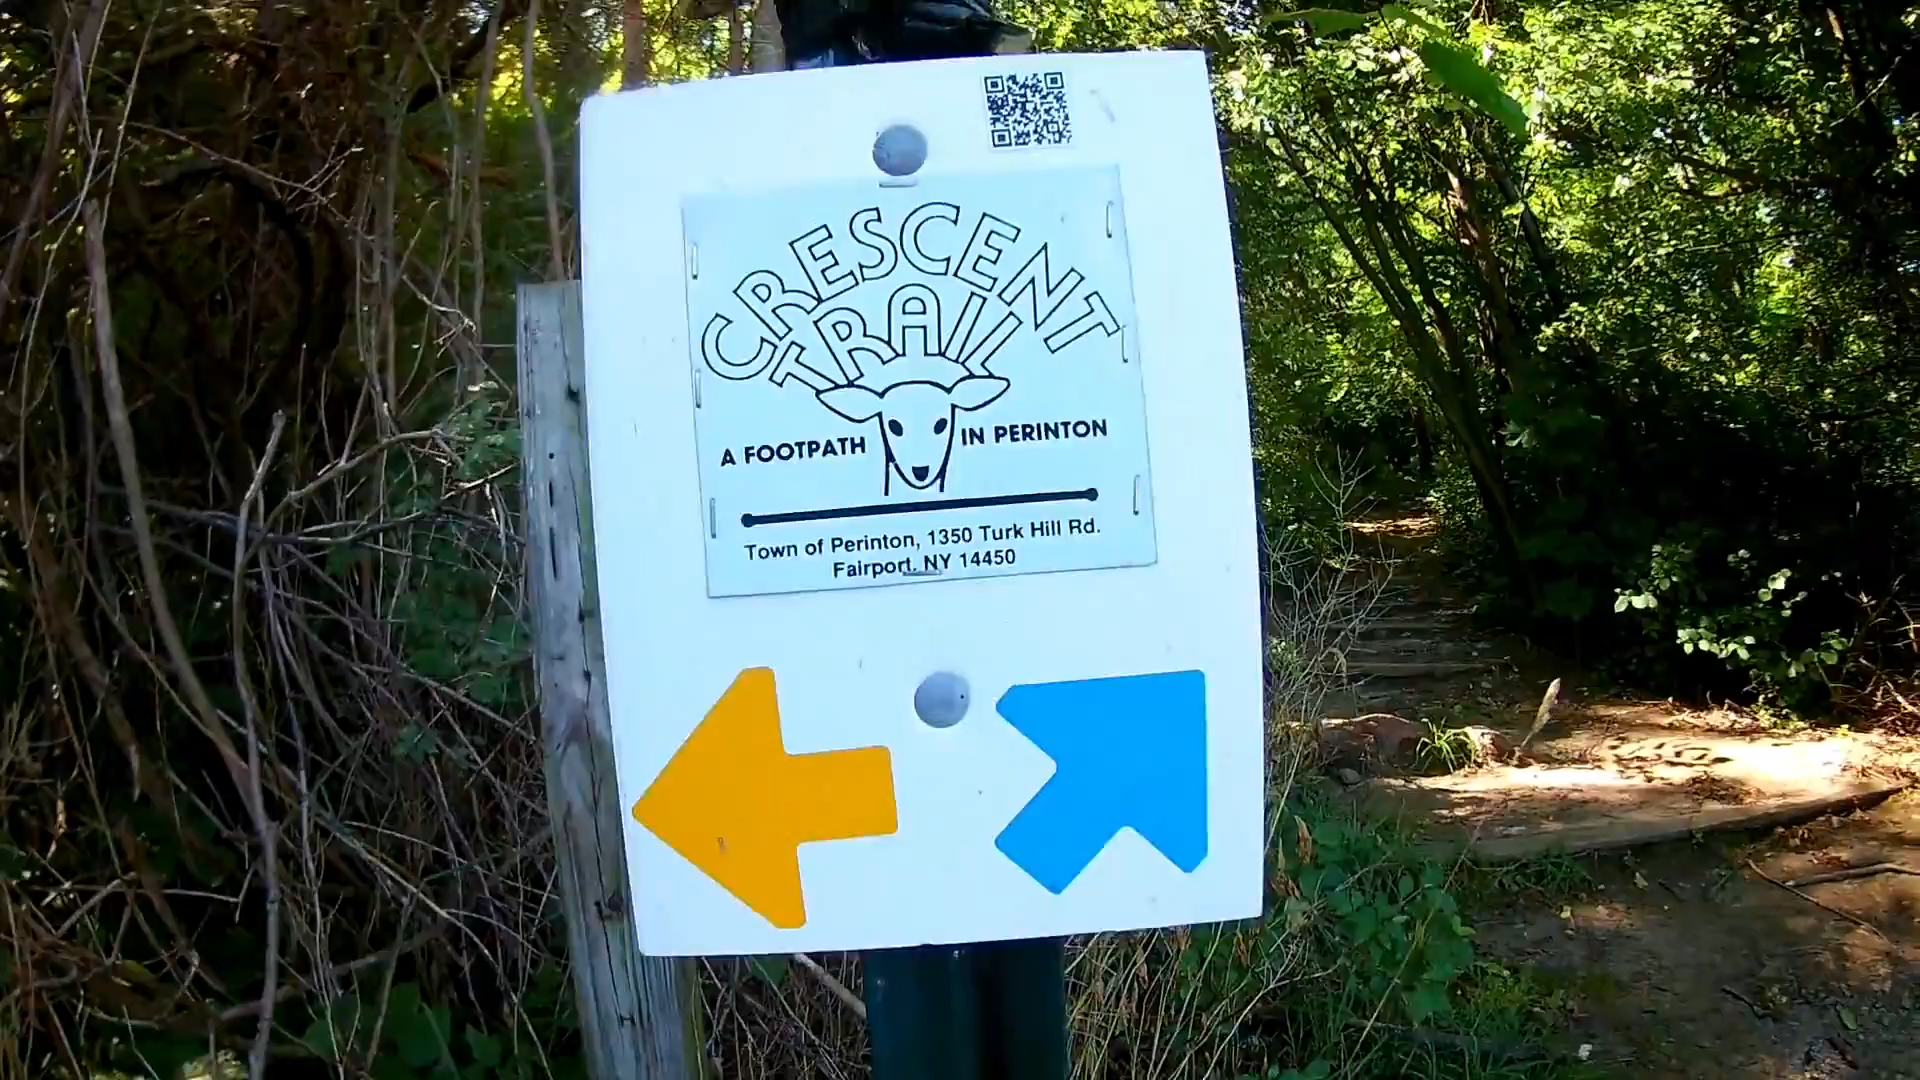 CRESCENT
TRAIL
A FOOTPATH IN PERINTON
Town of Perinton, 1350 Turk Hill Rd.
Fairport, NY 14450